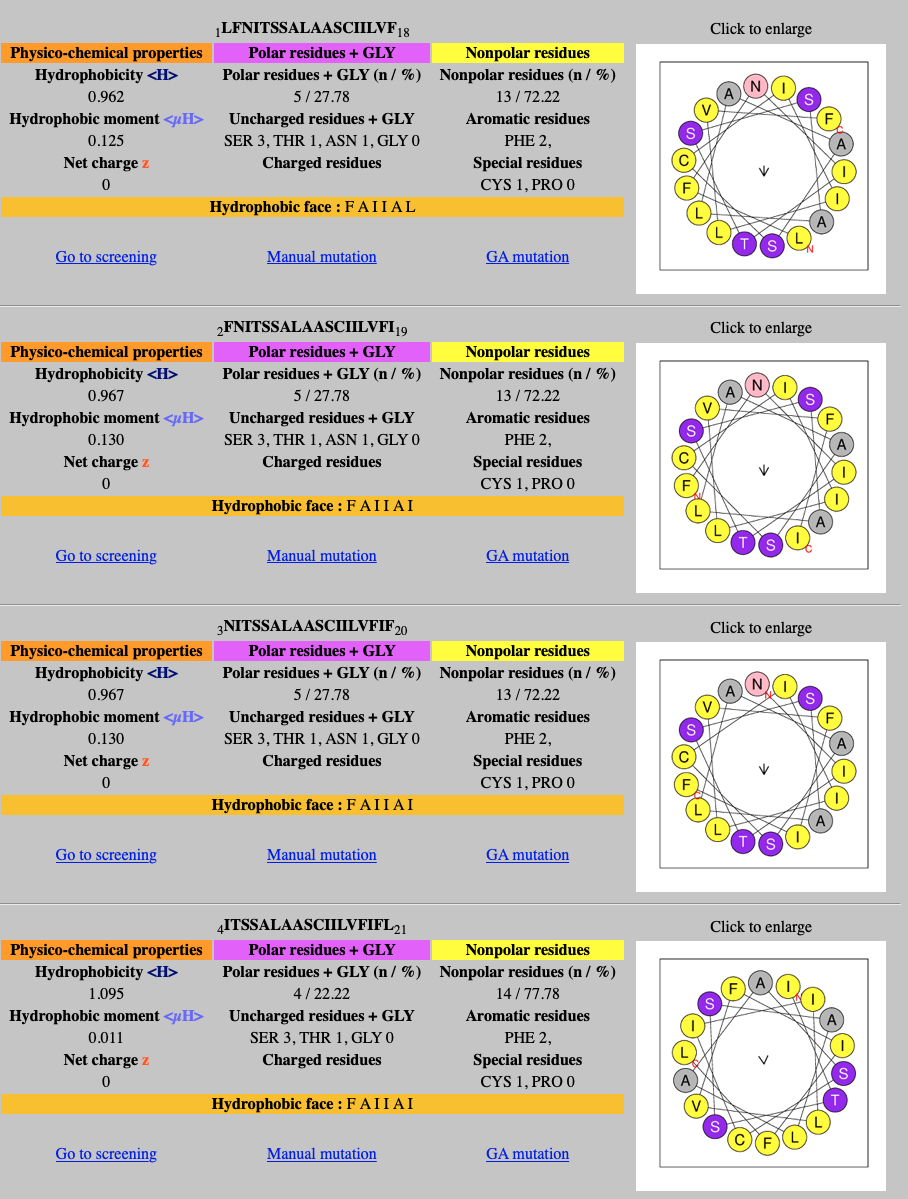 1LFNITSSALAASCIILVF18
Click to enlarge
Physico-chemical properties Polar residues + GLY Nonpolar residues
Hydrophobicity <H> Polar residues + GLY (n / %) Nonpolar residues (n / %)
0.962 5 / 27.78 13 / 72.22
Hydrophobic moment <μH> Uncharged residues + GLY Aromatic residues
0.125 SER 3, THR 1, ASN 1, GLY 0 PHE 2,
Net charge z Charged residues Special residues
0 CYS 1, PRO 0
Hydrophobic face : F A I I A L
Go to screening Manual mutation GA mutation
N I S F C A I I A L N S T L L F C S V A
2FNITSSALAASCIILVFI19
Click to enlarge
Physico-chemical properties Polar residues + GLY Nonpolar residues
Hydrophobicity <H> Polar residues + GLY (n / %) Nonpolar residues (n / %)
0.967 5 / 27.78 13 / 72.22
Hydrophobic moment <μH> Uncharged residues + GLY Aromatic residues
0.130 SER 3, THR 1, ASN 1, GLY 0 PHE 2,
Net charge z Charged residues Special residues
0 CYS 1, PRO 0
Hydrophobic face : F A I I A I
Go to screening Manual mutation GA mutation
N I S F A I I A I C S T L L N F C S V A
3NITSSALAASCIILVFIF20
Click to enlarge
Physico-chemical properties Polar residues + GLY Nonpolar residues
Hydrophobicity <H> Polar residues + GLY (n / %) Nonpolar residues (n / %)
0.967 5 / 27.78 13 / 72.22
Hydrophobic moment <μH> Uncharged residues + GLY Aromatic residues
0.130 SER 3, THR 1, ASN 1, GLY 0 PHE 2,
Net charge z Charged residues Special residues
0 CYS 1, PRO 0
Hydrophobic face : F A I I A I
Go to screening Manual mutation GA mutation
N N I S F A I I A I S T L L C F C S V A
4ITSSALAASCIILVFIFL21
Click to enlarge
Physico-chemical properties Polar residues + GLY Nonpolar residues
Hydrophobicity <H> Polar residues + GLY (n / %) Nonpolar residues (n / %)
1.095 4 / 22.22 14 / 77.78
Hydrophobic moment <μH> Uncharged residues + GLY Aromatic residues
0.011 SER 3, THR 1, GLY 0 PHE 2,
Net charge z Charged residues Special residues
0 CYS 1, PRO 0
Hydrophobic face : F A I I A I
Go to screening Manual mutation GA mutation
A I N I A I S T L L F C S V A C L I S F